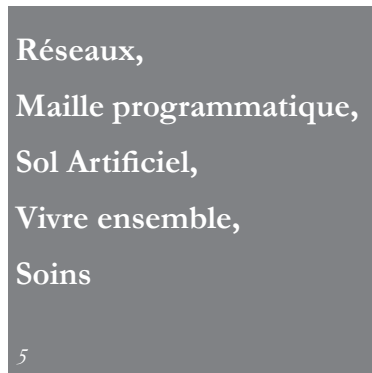 Réseaux,
Maille programmatique,
Sol Artificiel,
Vivre ensemble,
Soins
5